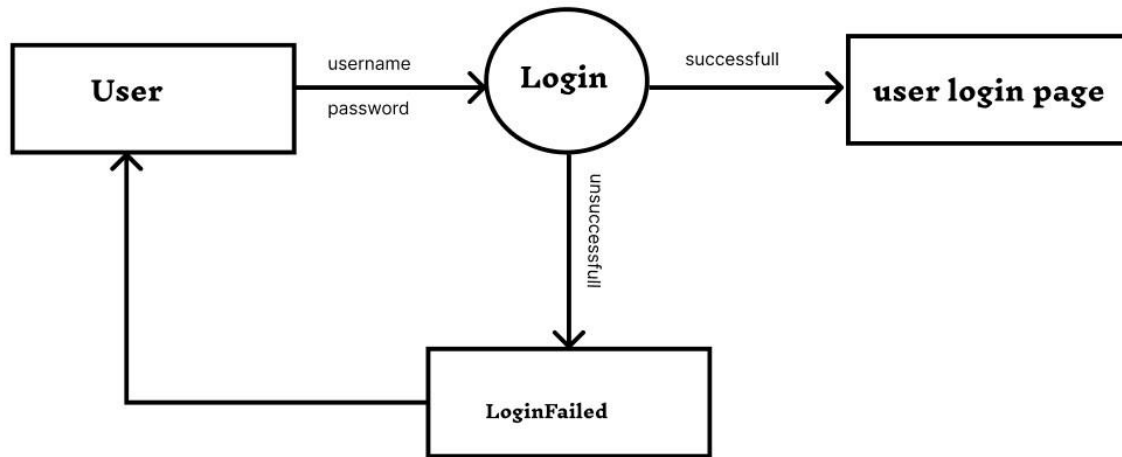 User
username
password
Login
successfull
user login page
unsuccessfull
LoginFailed